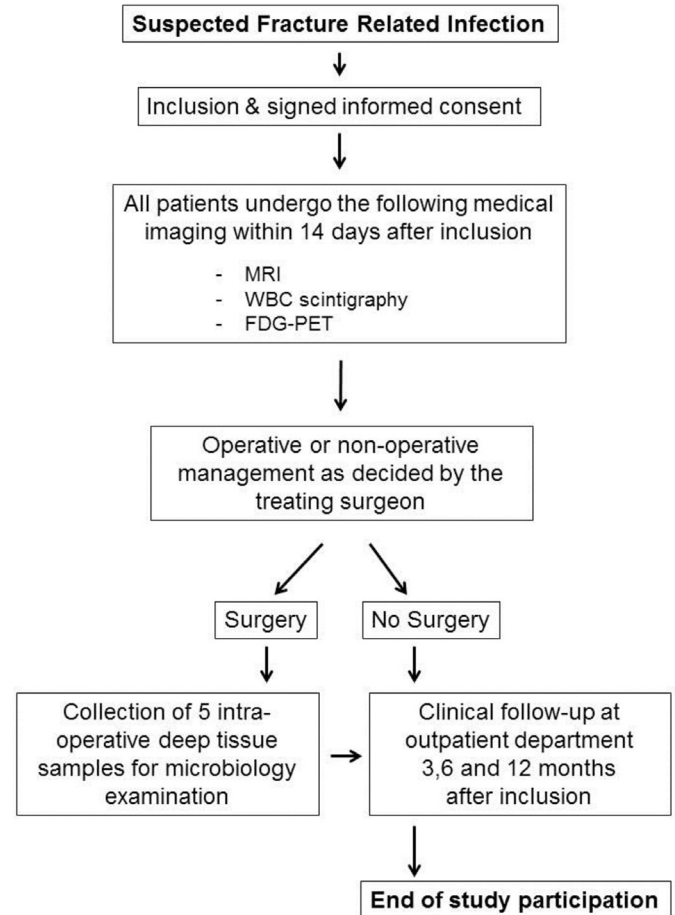 Suspected Fracture Related Infection
Inclusion & signed informed consent
All patients undergo the following medical
imaging within 14 days after inclusion
- MRI
- WBC scintigraphy
- FDG-PET
Operative or non-operative
management as decided by the
treating surgeon
Surgery
No Surgery
Collection of 5 intra-
operative deep tissue
samples for microbiology
examination
Clinical follow-up at
outpatient department
3,6 and 12 months
after inclusion
End of study participation